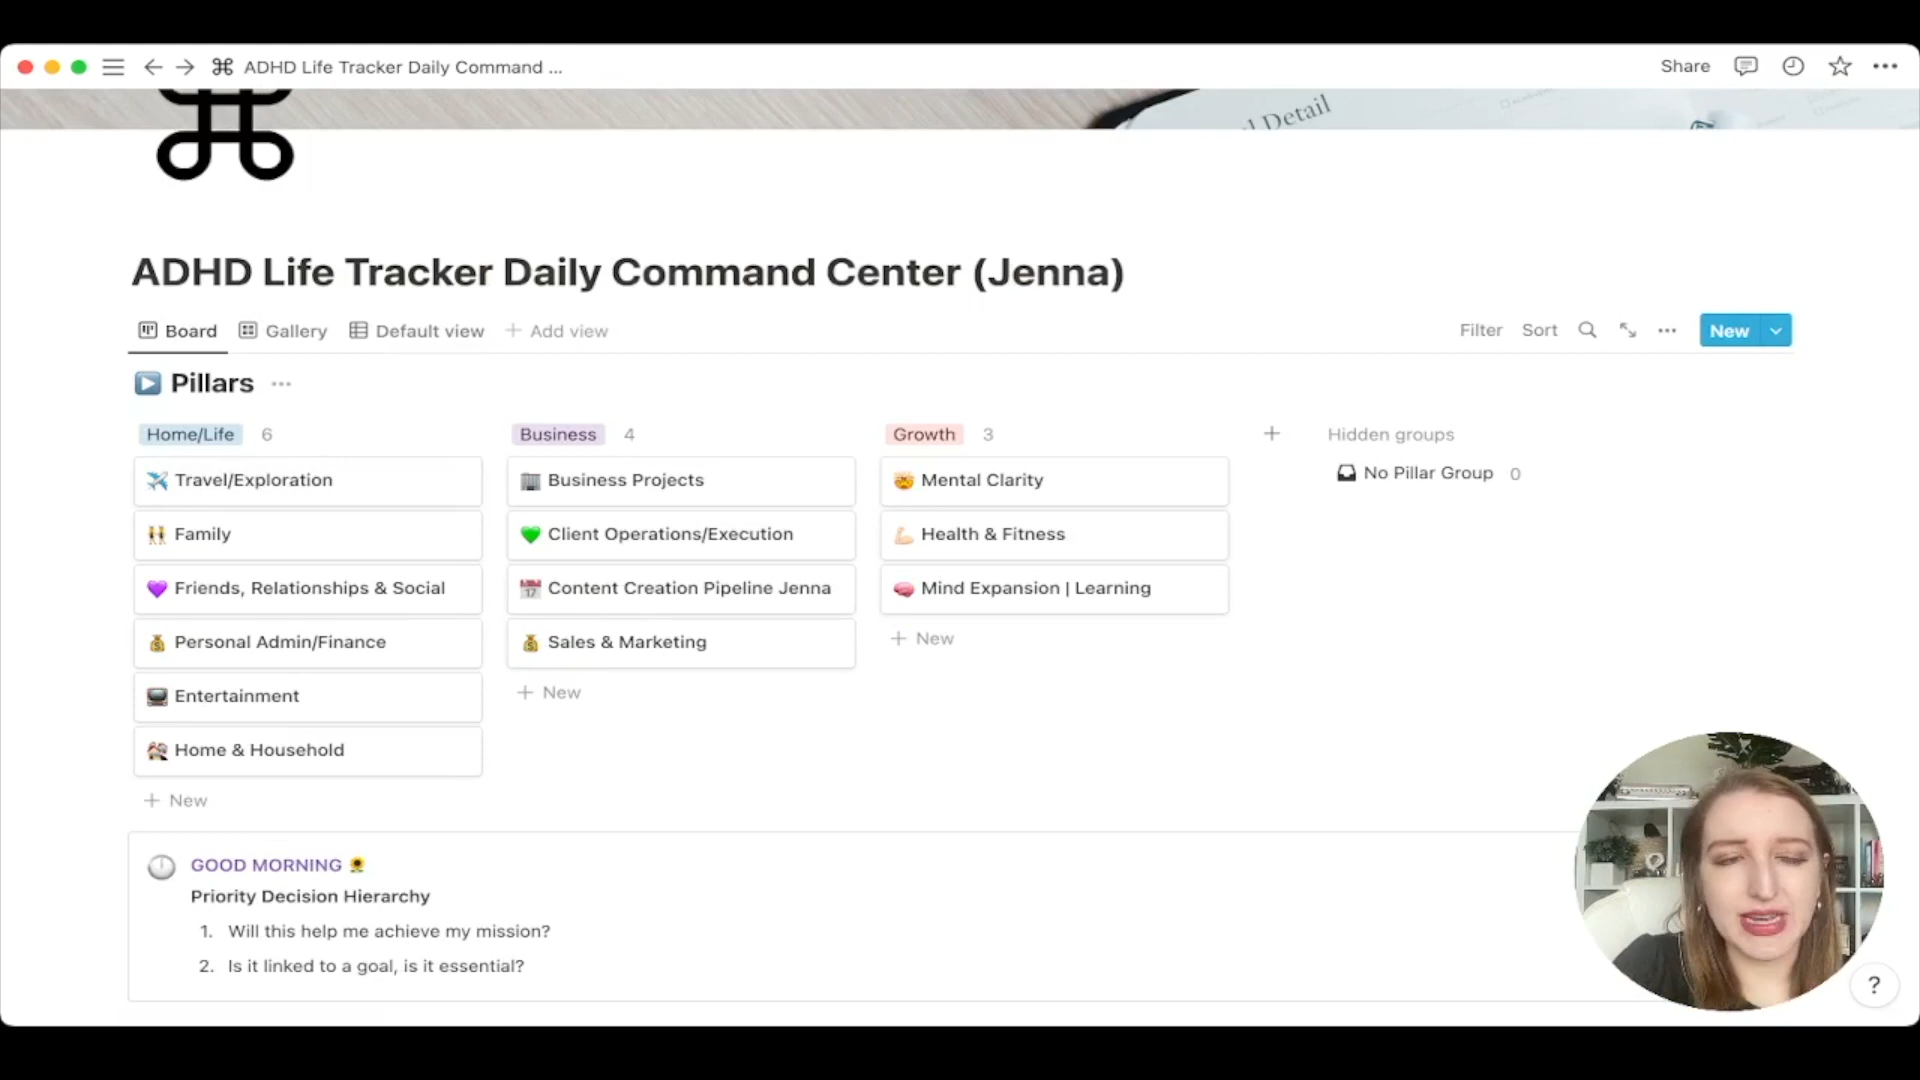 ADHD Life Tracker Daily Command ...
Share
Detail
ADHD Life Tracker Daily Command Center (Jenna)
Board
Gallery
Default view
Add view
Filter
Sort
New
Pillars
Home/Life 6
Travel/Exploration
Family
Friends, Relationships & Social
Personal Admin/Finance
Entertainment
Home & Household
+ New
Business 4
Business Projects
Client Operations/Execution
Content Creation Pipeline Jenna
Sales & Marketing
+ New
Growth 3
Mental Clarity
Health & Fitness
Mind Expansion | Learning
+ New
Hidden groups
No Pillar Group 0
GOOD MORNING 🌻
Priority Decision Hierarchy
1. Will this help me achieve my mission?
2. Is it linked to a goal, is it essential?
?